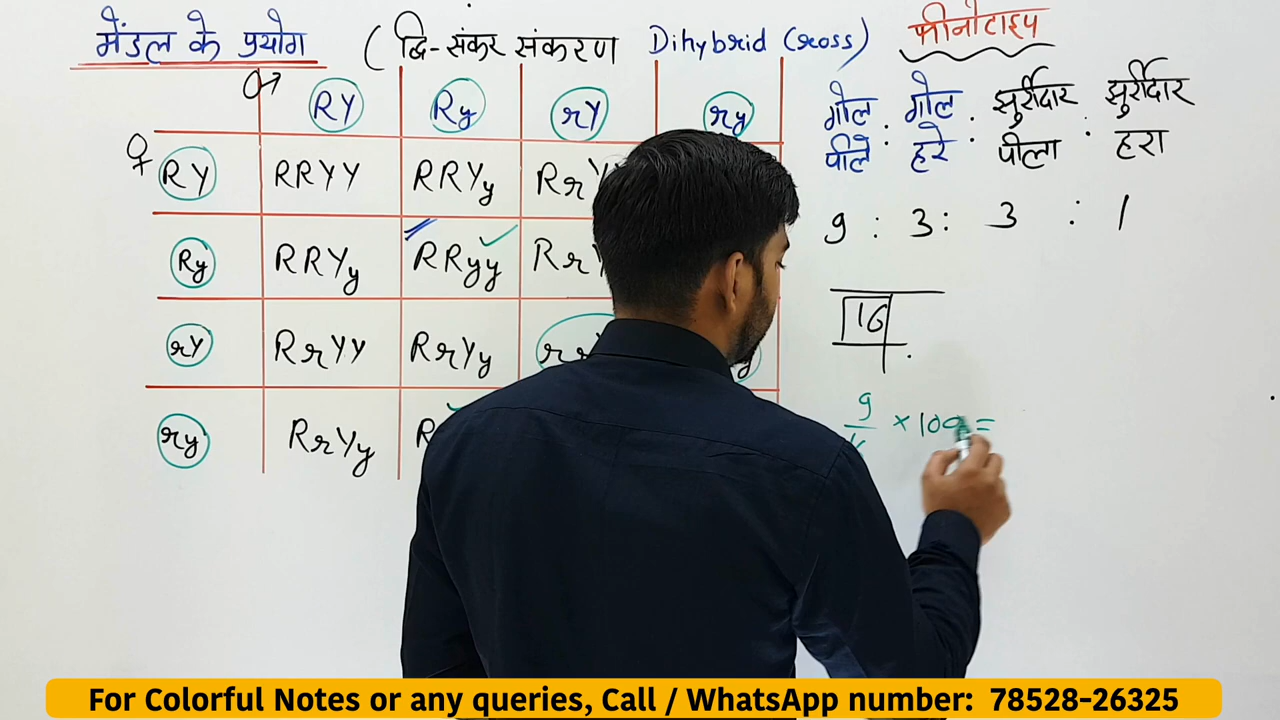 मेंडल के प्रयोग ( द्वि-संकर संकरण Dihybrid Cross)
फीनोटाइप
गोल पीले : गोल हरे : झुर्रीदार पीला : झुर्रीदार हरा
9 : 3 : 3 : 1
16
9 × 100 =
♂ RY Ry rY ry
♀
RY RRYY RRYy
Ry RRYy RRyy
rY RrYY RrYy
ry RrYy
For Colorful Notes or any queries, Call / WhatsApp number: 78528-26325